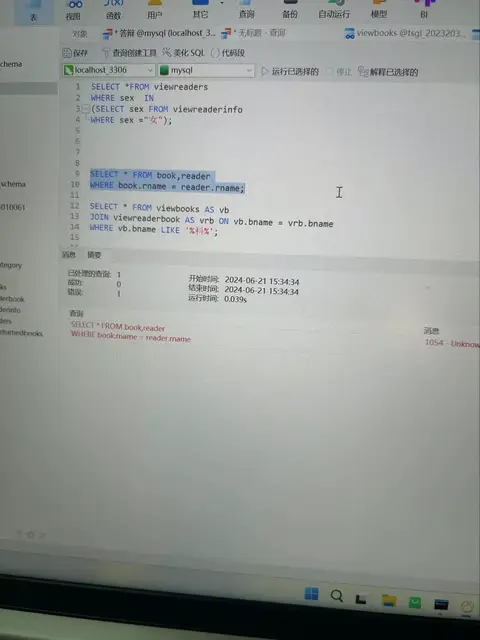 表 视图 函数 用户 其它 查询 备份 自动运行 模型 BI
对象 * 答辩 @mysql (localhost_3... * 无标题 - 查询 viewbooks @tsgl_2023203...
chema
保存 查询创建工具 美化 SQL () 代码段
localhost_3306 mysql 运行已选择的 停止 解释已选择的
1 SELECT *FROM viewreaders
2 WHERE sex IN
3 (SELECT sex FROM viewreaderinfo
4 WHERE sex ="女");
5
6
7
8
9 SELECT * FROM book,reader
10 WHERE book.rname = reader.rname;
11
12 SELECT * FROM viewbooks AS vb
13 JOIN viewreaderbook AS vrb ON vb.bname = vrb.bname
14 WHERE vb.bname LIKE '%科%';
15
schema
010061
ategory
ks
derbook
derinfo
ders
eturnedbooks
消息 摘要
已处理的查询: 1
成功: 0
错误: 1
开始时间: 2024-06-21 15:34:34
结束时间: 2024-06-21 15:34:34
运行时间: 0.039s
查询 消息
SELECT * FROM book,reader
WHERE book.rname = reader.rname
1054 - Unknow